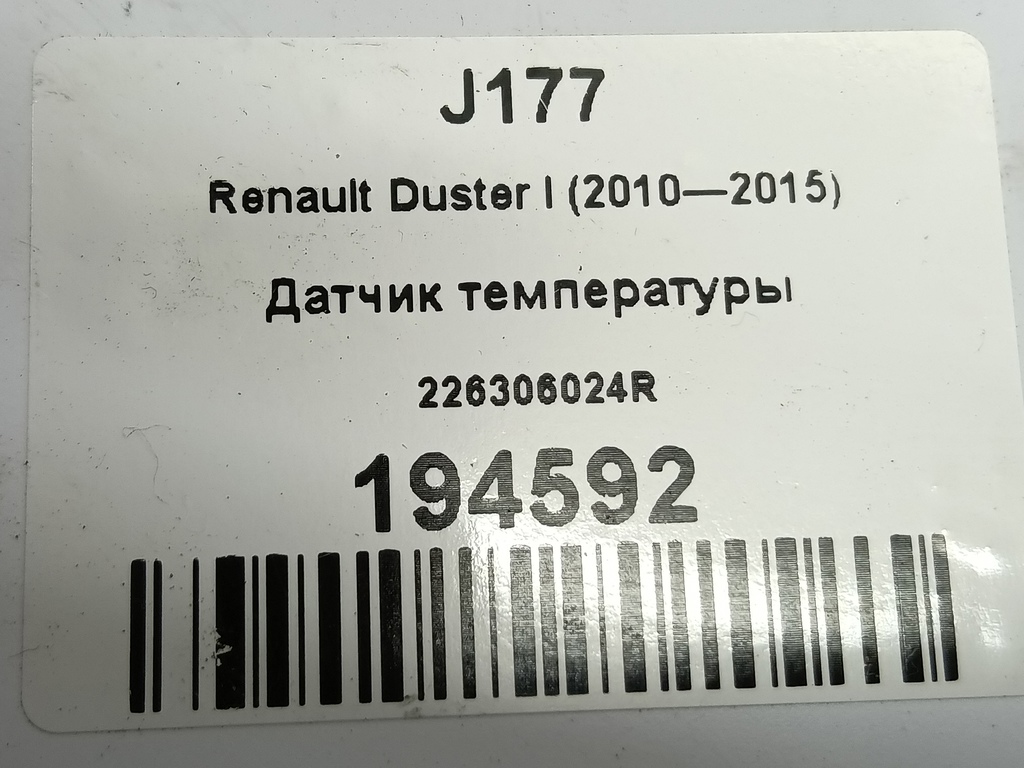 J177
Renault Duster I (2010—2015)
Датчик температуры
226306024R
194592